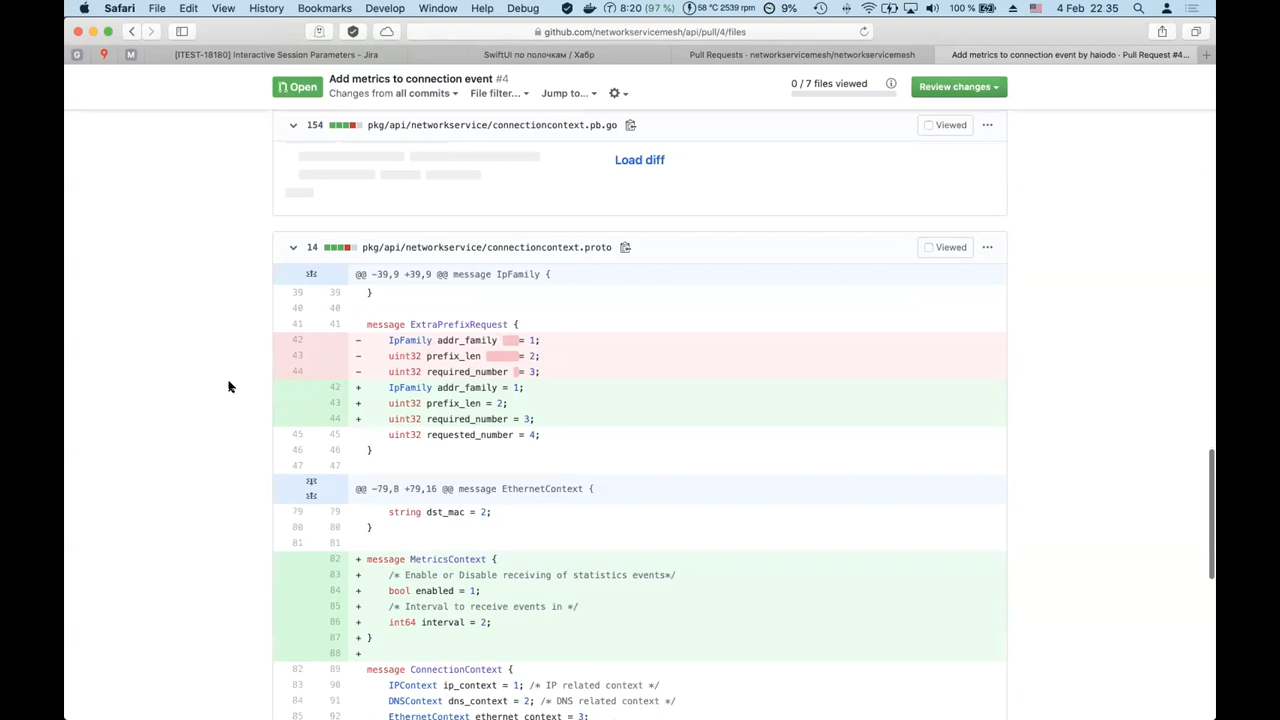 Safari File Edit View History Bookmarks Develop Window Help Debug 8:20 (97 %) 58 °C 2539 rpm 9% 100 % 4 Feb 22 35
github.com/networkservicemesh/api/pull/4/files
G M [ITEST-18180] Interactive Session Parameters - Jira SwiftUI по полочкам / Хабр Pull Requests - networkservicemesh/networkservicemesh Add metrics to connection event by haiodo · Pull Request #4...
Open Add metrics to connection event #4 0 / 7 files viewed Review changes
Changes from all commits File filter... Jump to...
154 pkg/api/networkservice/connectioncontext.pb.go Viewed ...
Load diff
14 pkg/api/networkservice/connectioncontext.proto Viewed ...
@@ -39,9 +39,9 @@ message IpFamily {
39 39 }
40 40
41 41 message ExtraPrefixRequest {
42 - IpFamily addr_family = 1;
43 - uint32 prefix_len = 2;
44 - uint32 required_number = 3;
42 + IpFamily addr_family = 1;
43 + uint32 prefix_len = 2;
44 + uint32 required_number = 3;
45 45 uint32 requested_number = 4;
46 46 }
47 47
@@ -79,8 +79,16 @@ message EthernetContext {
79 79 string dst_mac = 2;
80 80 }
81 81
82 + message MetricsContext {
83 + /* Enable or Disable receiving of statistics events*/
84 + bool enabled = 1;
85 + /* Interval to receive events in */
86 + int64 interval = 2;
87 + }
88 +
82 89 message ConnectionContext {
83 90 IPContext ip_context = 1; /* IP related context */
84 91 DNSContext dns_context = 2; /* DNS related context */
85 92 EthernetContext ethernet_context = 3;